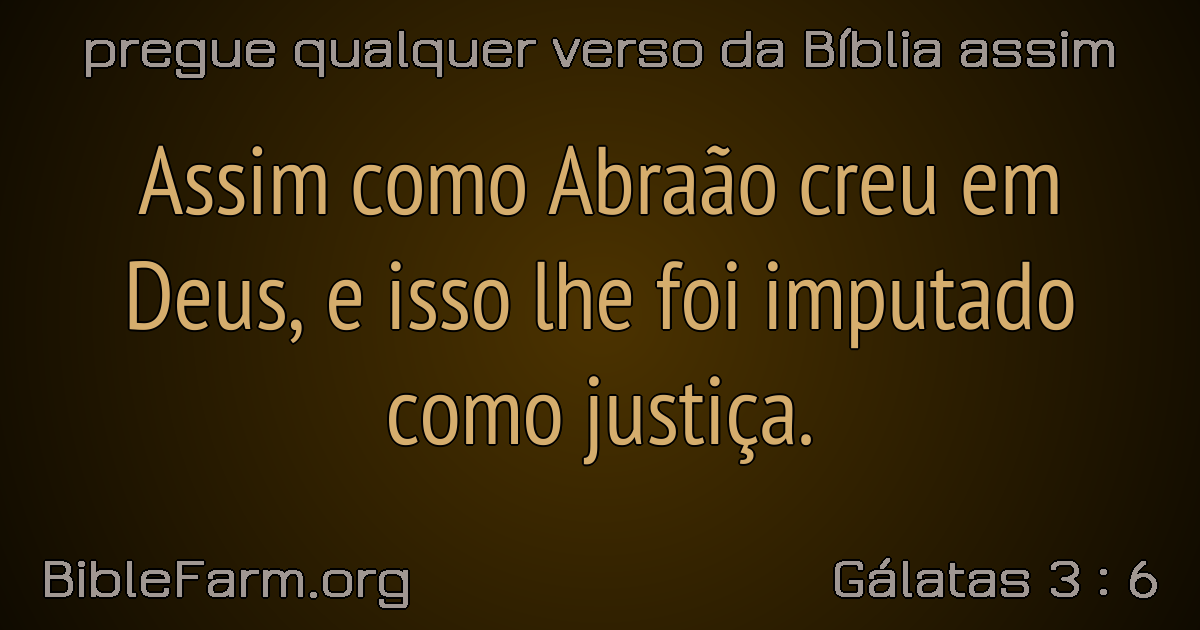 pregue qualquer verso da Bíblia assim
Assim como Abraão creu em
Deus, e isso lhe foi imputado
como justiça.
BibleFarm.org
Gálatas 3 : 6